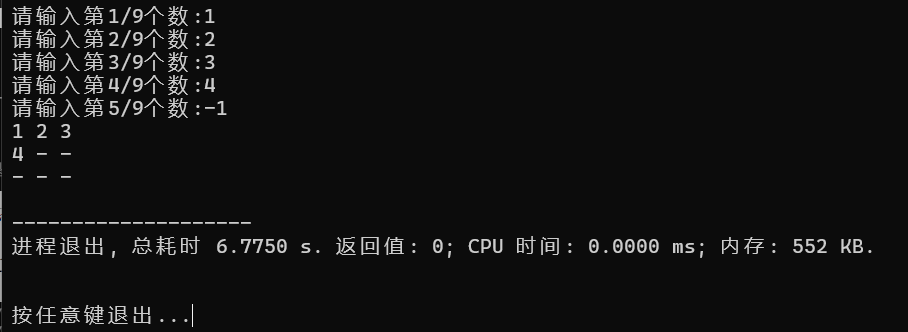 请输入第1/9个数:1
请输入第2/9个数:2
请输入第3/9个数:3
请输入第4/9个数:4
请输入第5/9个数:-1
1 2 3
4 - -
- - -
--------------------
进程退出, 总耗时 6.7750 s. 返回值: 0; CPU 时间: 0.0000 ms; 内存: 552 KB.
按任意键退出...